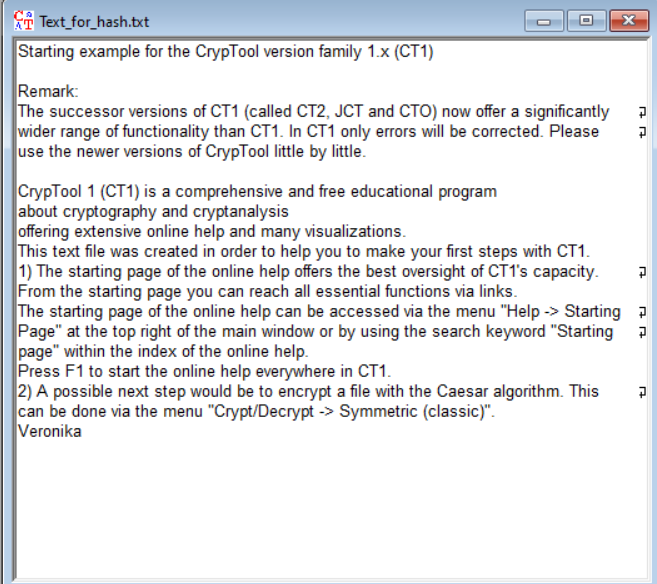 Text_for_hash.txt
Starting example for the CrypTool version family 1.x (CT1)
Remark:
The successor versions of CT1 (called CT2, JCT and CTO) now offer a significantly
wider range of functionality than CT1. In CT1 only errors will be corrected. Please
use the newer versions of CrypTool little by little.
CrypTool 1 (CT1) is a comprehensive and free educational program
about cryptography and cryptanalysis
offering extensive online help and many visualizations.
This text file was created in order to help you to make your first steps with CT1.
1) The starting page of the online help offers the best oversight of CT1's capacity.
From the starting page you can reach all essential functions via links.
The starting page of the online help can be accessed via the menu "Help -> Starting
Page" at the top right of the main window or by using the search keyword "Starting
page" within the index of the online help.
Press F1 to start the online help everywhere in CT1.
2) A possible next step would be to encrypt a file with the Caesar algorithm. This
can be done via the menu "Crypt/Decrypt -> Symmetric (classic)".
Veronika